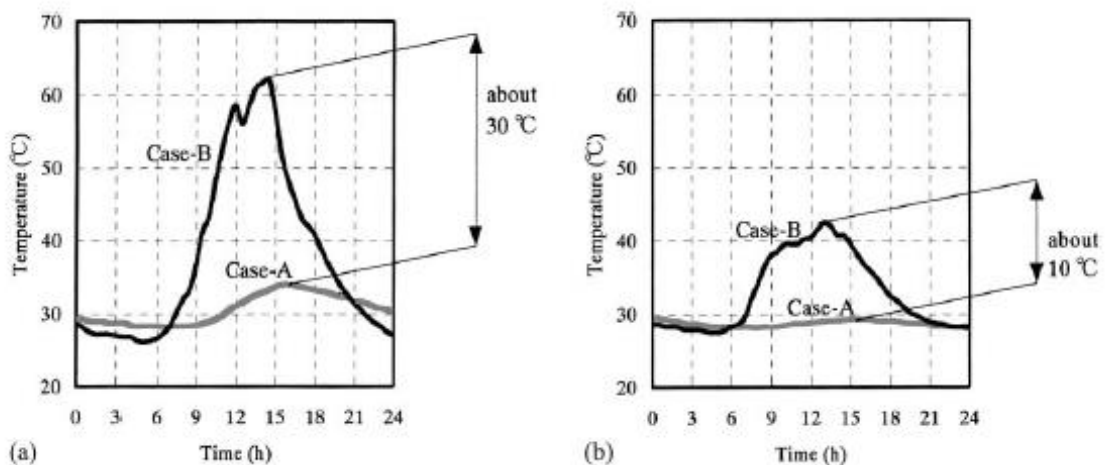 70
60
50
40
30
20
Temperature (℃)
Case-B
Case-A
about
30 ℃
0 3 6 9 12 15 18 21 24
Time (h)
(a)
70
60
50
40
30
20
Temperature (℃)
Case-B
Case-A
about
10 ℃
0 3 6 9 12 15 18 21 24
Time (h)
(b)